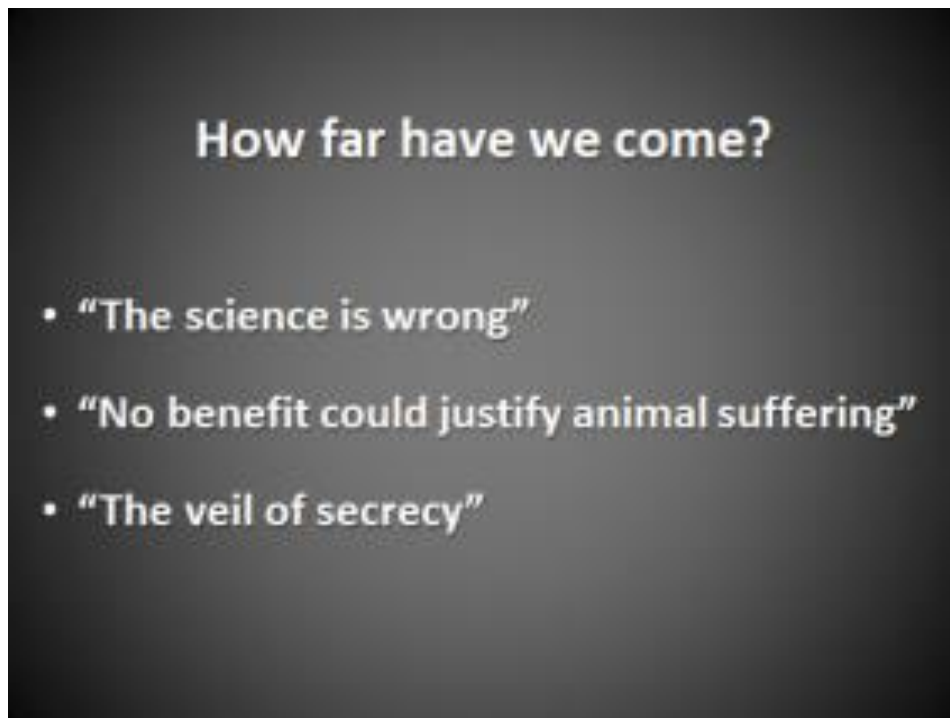 How far have we come?
• “The science is wrong”
• “No benefit could justify animal suffering”
• “The veil of secrecy”